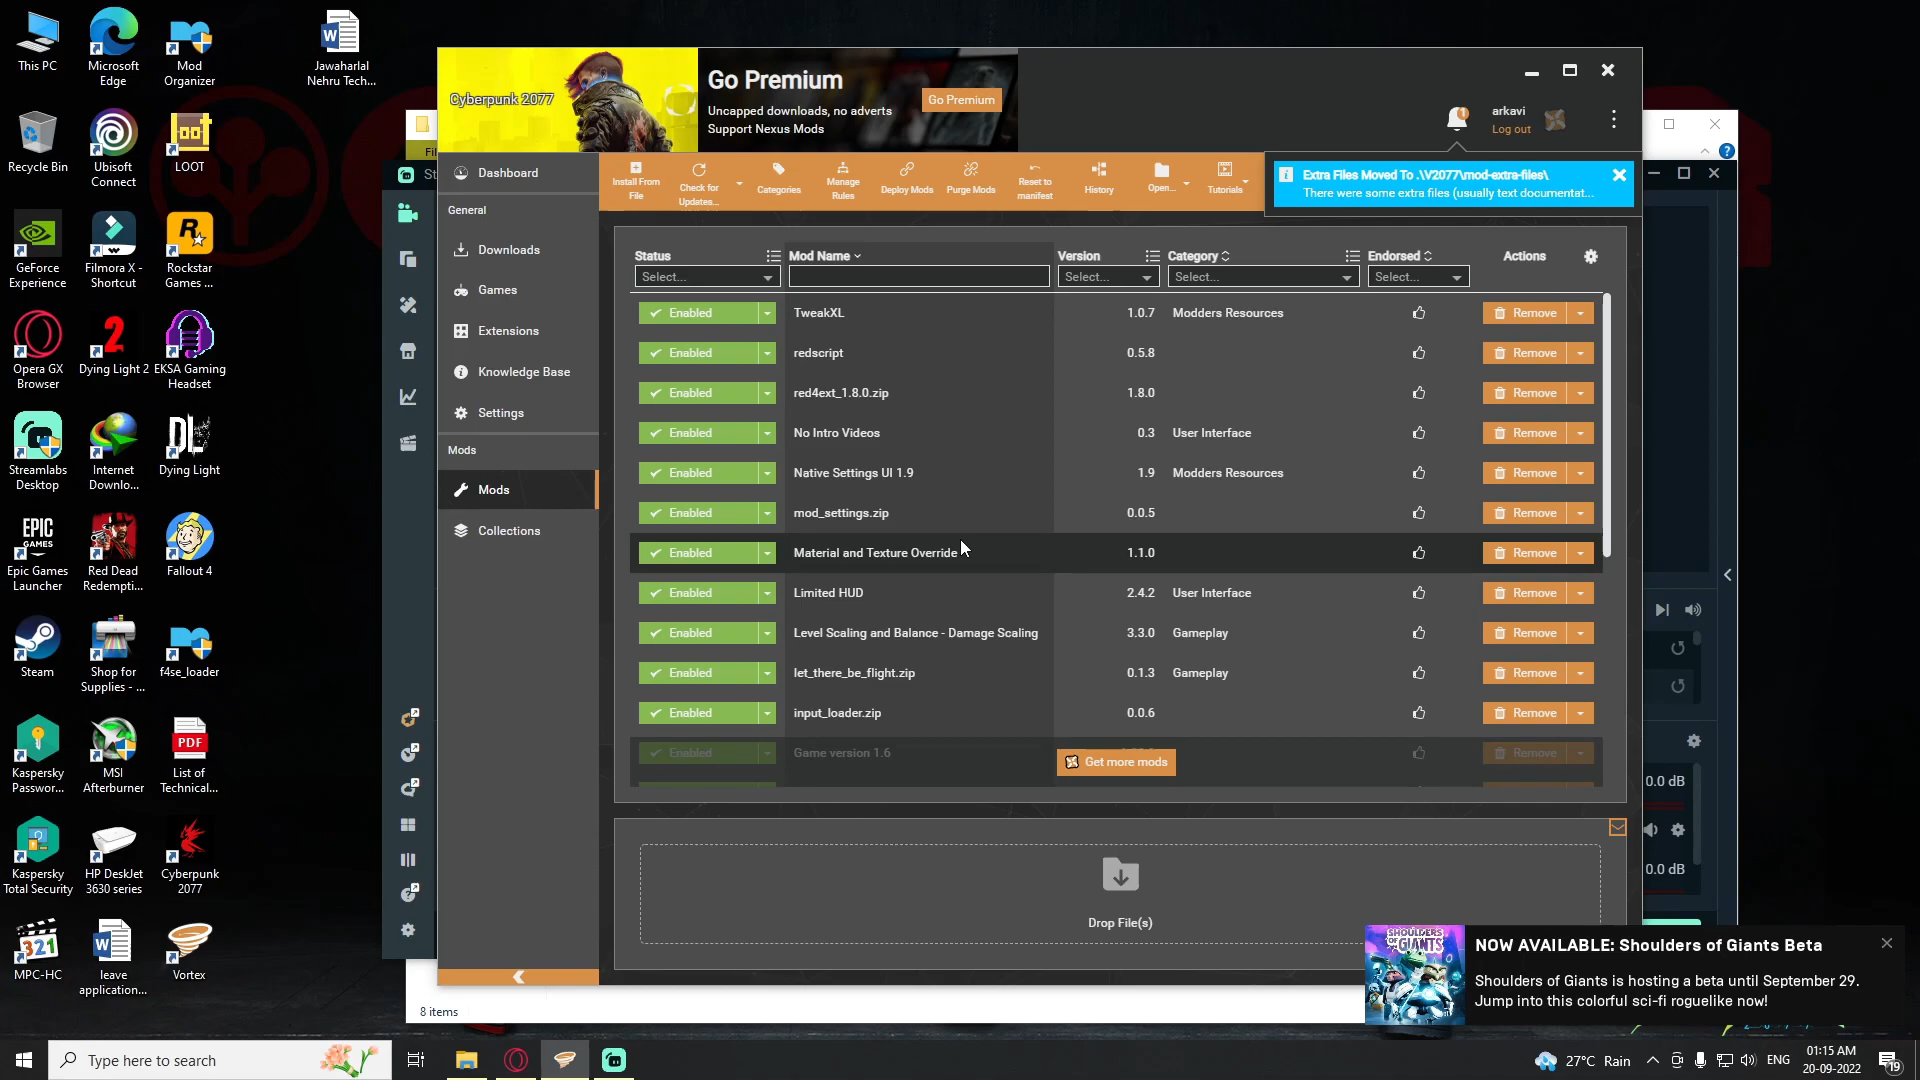 This PC
Microsoft
Edge
Mod
Organizer
Jawaharlal
Nehru Tech...
Recycle Bin
Ubisoft
Connect
LOOT
GeForce
Experience
Filmora X -
Shortcut
Rockstar
Games ...
Opera GX
Browser
Dying Light 2
EKSA Gaming
Headset
Streamlabs
Desktop
Internet
Downlo...
Dying Light
EPIC
GAMES
Epic Games
Launcher
Red Dead
Redempti...
Fallout 4
Steam
Shop for
Supplies - ...
f4se_loader
Kaspersky
Passwor...
MSI
Afterburner
PDF
List of
Technical...
Kaspersky
Total Security
HP DeskJet
3630 series
Cyberpunk
2077
321
MPC-HC
leave
application...
Vortex
Fil
St
Cyberpunk 2077
Go Premium
Uncapped downloads, no adverts
Support Nexus Mods
Go Premium
1
arkavi
Log out
Dashboard
General
Downloads
Games
Extensions
Knowledge Base
Settings
Mods
Mods
Collections
Install From
File
Check for
Updates...
Categories
Manage
Rules
Deploy Mods
Purge Mods
Reset to
manifest
History
Open...
Tutorials
Extra Files Moved To .\V2077\mod-extra-files\
There were some extra files (usually text documentat...
Status Mod Name Version Category Endorsed Actions
Select... Select... Select... Select...
Enabled TweakXL 1.0.7 Modders Resources Remove
Enabled redscript 0.5.8 Remove
Enabled red4ext_1.8.0.zip 1.8.0 Remove
Enabled No Intro Videos 0.3 User Interface Remove
Enabled Native Settings UI 1.9 1.9 Modders Resources Remove
Enabled mod_settings.zip 0.0.5 Remove
Enabled Material and Texture Override 1.1.0 Remove
Enabled Limited HUD 2.4.2 User Interface Remove
Enabled Level Scaling and Balance - Damage Scaling 3.3.0 Gameplay Remove
Enabled let_there_be_flight.zip 0.1.3 Gameplay Remove
Enabled input_loader.zip 0.0.6 Remove
Enabled Game version 1.6 Remove
Get more mods
Drop File(s)
0.0 dB
0.0 dB
8 items
SHOULDERS
OF GIANTS
NOW AVAILABLE: Shoulders of Giants Beta
Shoulders of Giants is hosting a beta until September 29.
Jump into this colorful sci-fi roguelike now!
Type here to search
27°C Rain
ENG
01:15 AM
20-09-2022
19